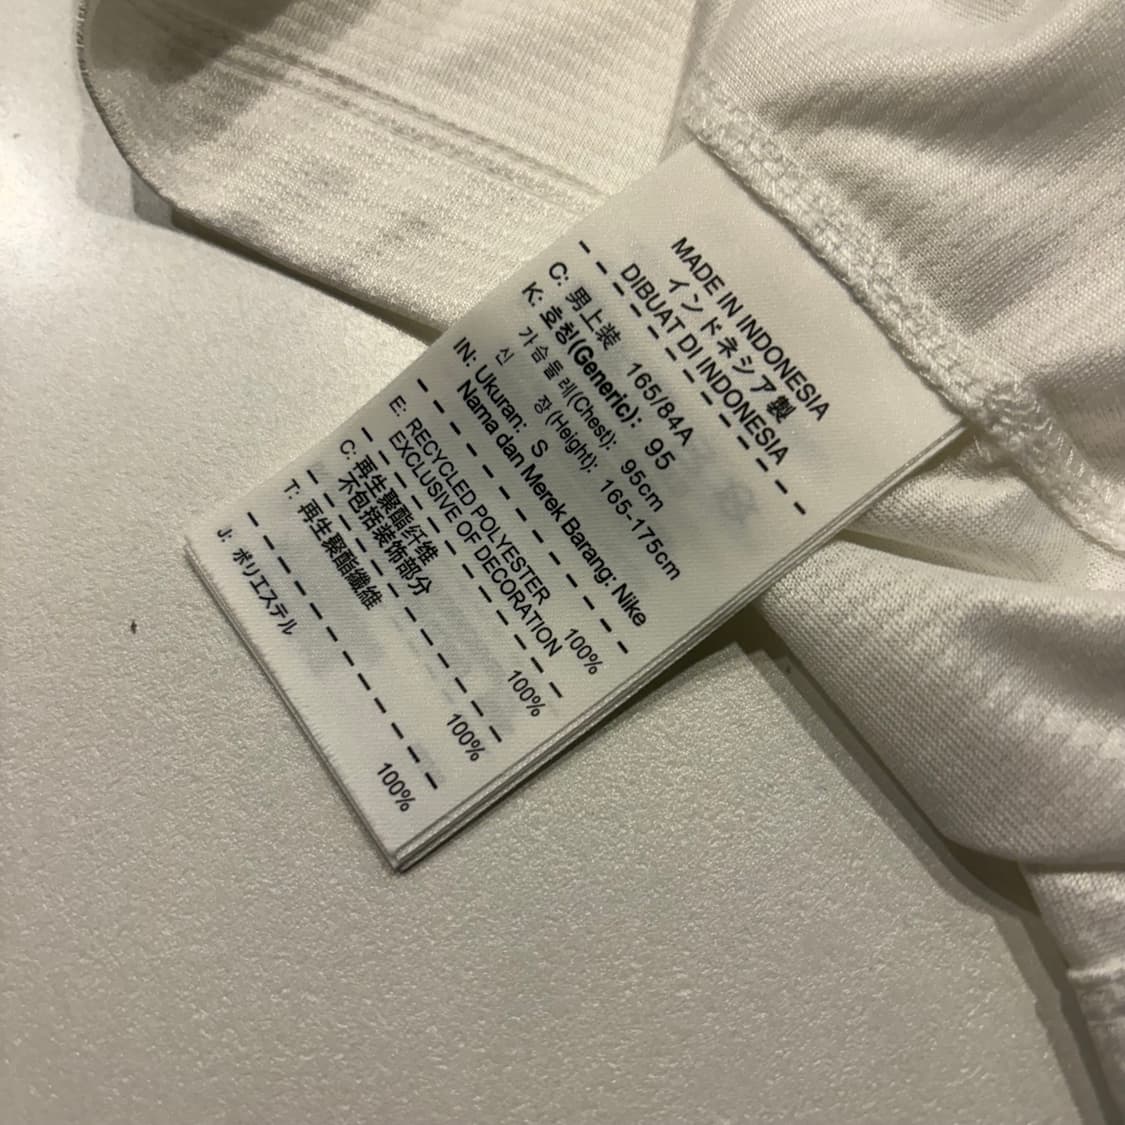 MADE IN INDONESIA
インドネシア製
DIBUAT DI INDONESIA
C: 男上装 165/84A
K: 호칭(Generic): 95
가슴둘레(Chest): 95cm
신 장(Height): 165-175cm
IN: Ukuran: S
Nama dan Merek Barang: Nike
E: RECYCLED POLYESTER 100%
EXCLUSIVE OF DECORATION
C: 再生聚酯纤维 100%
不包括装饰部分
T: 再生聚酯纖維 100%
J: ポリエステル 100%